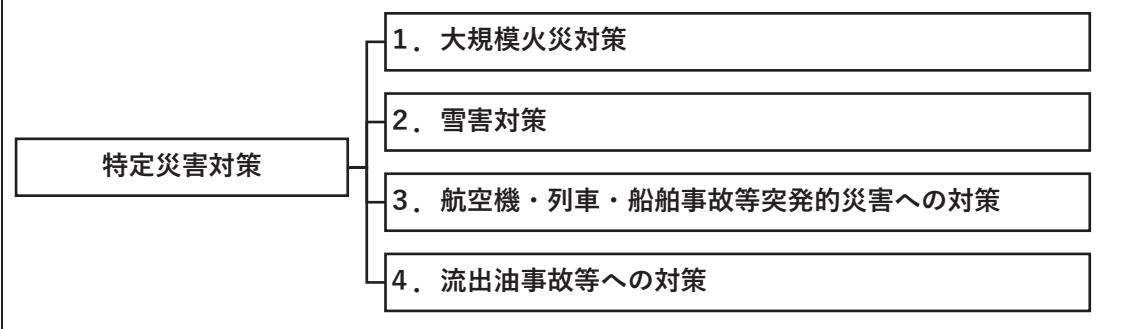 特定災害対策
1．大規模火災対策
2．雪害対策
3．航空機・列車・船舶事故等突発的災害への対策
4．流出油事故等への対策